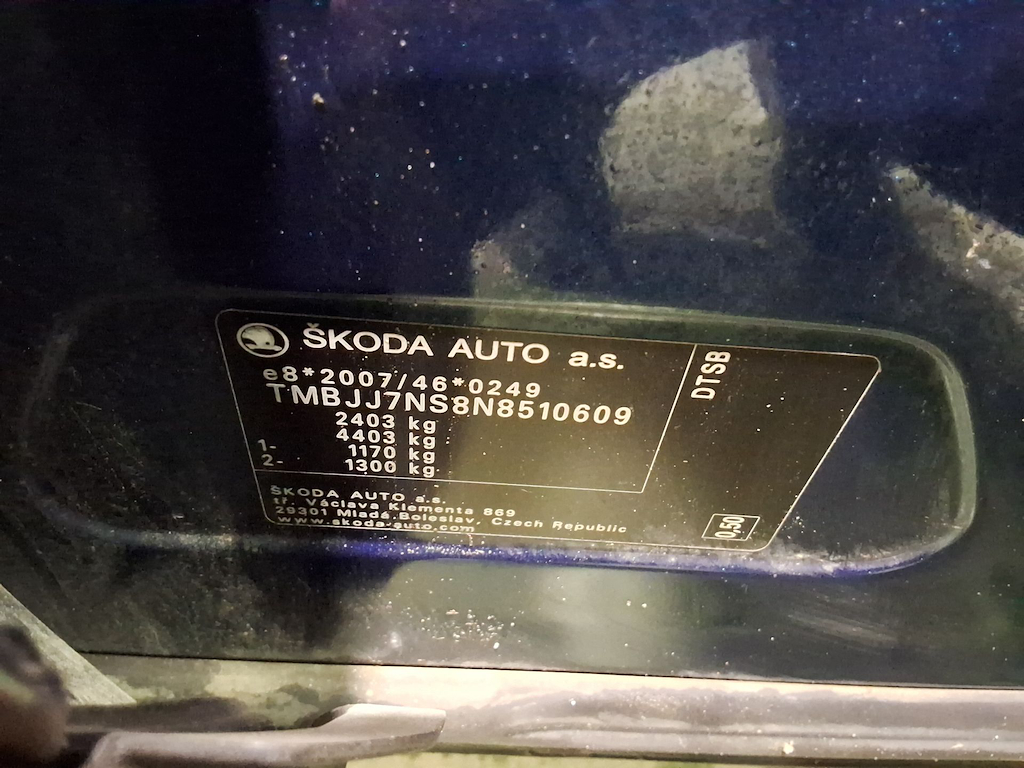 ŠKODA AUTO a.s.
e8*2007/46*0249
TMBJJ7NS8N8510609
2403 kg
4403 kg
1- 1170 kg
2- 1300 kg
DTSB
ŠKODA AUTO a.s.
tř. Václava Klementa 869
29301 Mladá Boleslav, Czech Republic
www.skoda-auto.com
0,50